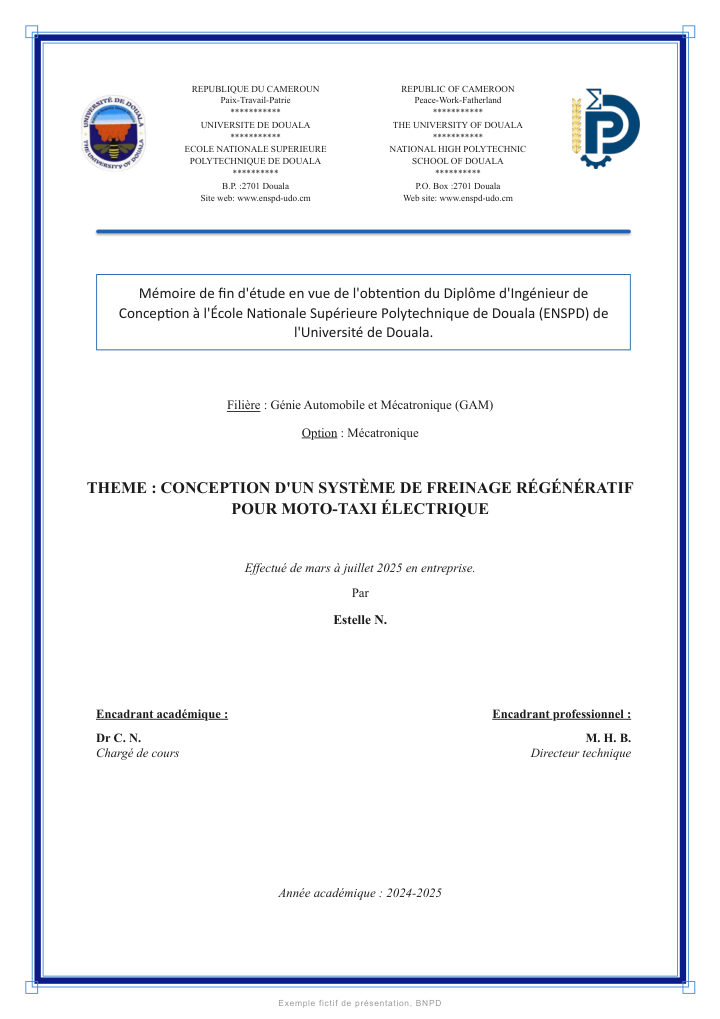 REPUBLIQUE DU CAMEROUN
Paix-Travail-Patrie
***********
UNIVERSITE DE DOUALA
***********
ECOLE NATIONALE SUPERIEURE
POLYTECHNIQUE DE DOUALA
**********
B.P. :2701 Douala
Site web: www.enspd-udo.cm
REPUBLIC OF CAMEROON
Peace-Work-Fatherland
***********
THE UNIVERSITY OF DOUALA
***********
NATIONAL HIGH POLYTECHNIC
SCHOOL OF DOUALA
**********
P.O. Box :2701 Douala
Web site: www.enspd-udo.cm
UNIVERSITÉ DE DOUALA
THE UNIVERSITY OF DOUALA
Mémoire de fin d'étude en vue de l'obtention du Diplôme d'Ingénieur de
Conception à l'École Nationale Supérieure Polytechnique de Douala (ENSPD) de
l'Université de Douala.
Filière : Génie Automobile et Mécatronique (GAM)
Option : Mécatronique
THEME : CONCEPTION D'UN SYSTÈME DE FREINAGE RÉGÉNÉRATIF
POUR MOTO-TAXI ÉLECTRIQUE
Effectué de mars à juillet 2025 en entreprise.
Par
Estelle N.
Encadrant académique :
Dr C. N.
Chargé de cours
Encadrant professionnel :
M. H. B.
Directeur technique
Année académique : 2024-2025
Exemple fictif de présentation, BNPD